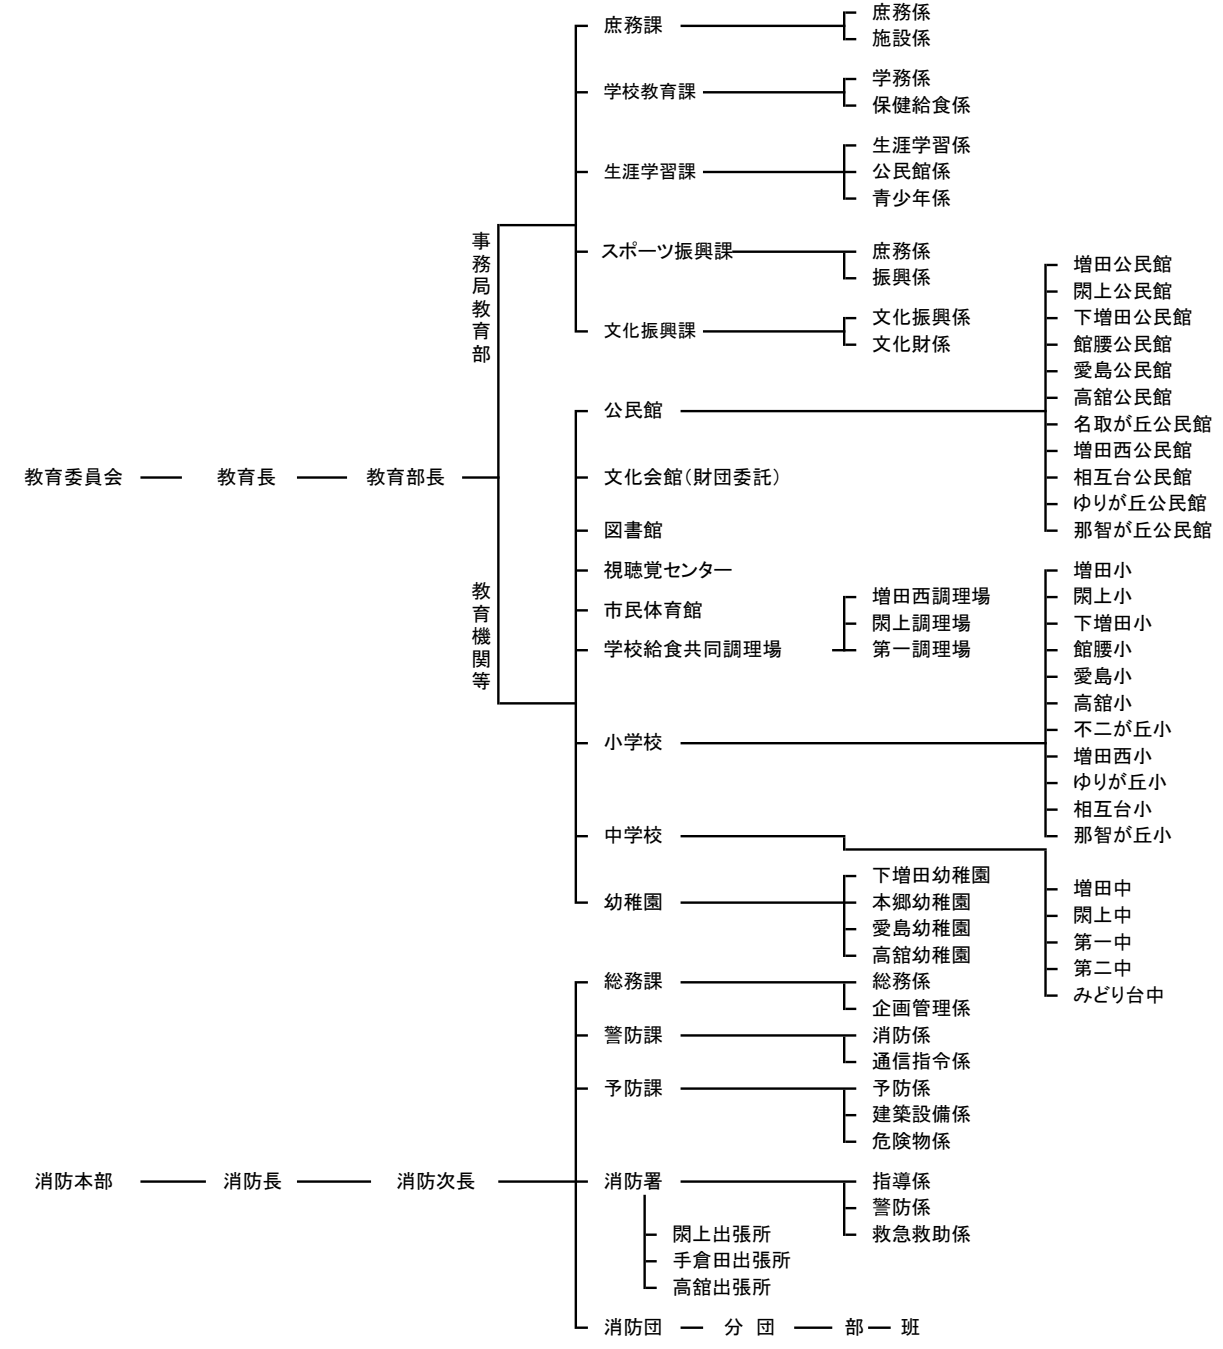 庶務課
庶務係
施設係
学校教育課
学務係
保健給食係
生涯学習課
生涯学習係
公民館係
青少年係
事務局教育部
スポーツ振興課
庶務係
振興係
文化振興課
文化振興係
文化財係
公民館
増田公民館
閖上公民館
下増田公民館
館腰公民館
愛島公民館
高舘公民館
名取が丘公民館
増田西公民館
相互台公民館
ゆりが丘公民館
那智が丘公民館
教育委員会
教育長
教育部長
文化会館（財団委託）
図書館
教育機関等
視聴覚センター
市民体育館
学校給食共同調理場
増田西調理場
閖上調理場
第一調理場
小学校
増田小
閖上小
下増田小
館腰小
愛島小
高舘小
不二が丘小
増田西小
ゆりが丘小
相互台小
那智が丘小
中学校
増田中
閖上中
第一中
第二中
みどり台中
幼稚園
下増田幼稚園
本郷幼稚園
愛島幼稚園
高舘幼稚園
総務課
総務係
企画管理係
警防課
消防係
通信指令係
予防課
予防係
建築設備係
危険物係
消防本部
消防長
消防次長
消防署
指導係
警防係
救急救助係
閖上出張所
手倉田出張所
高舘出張所
消防団
分 団
部
班